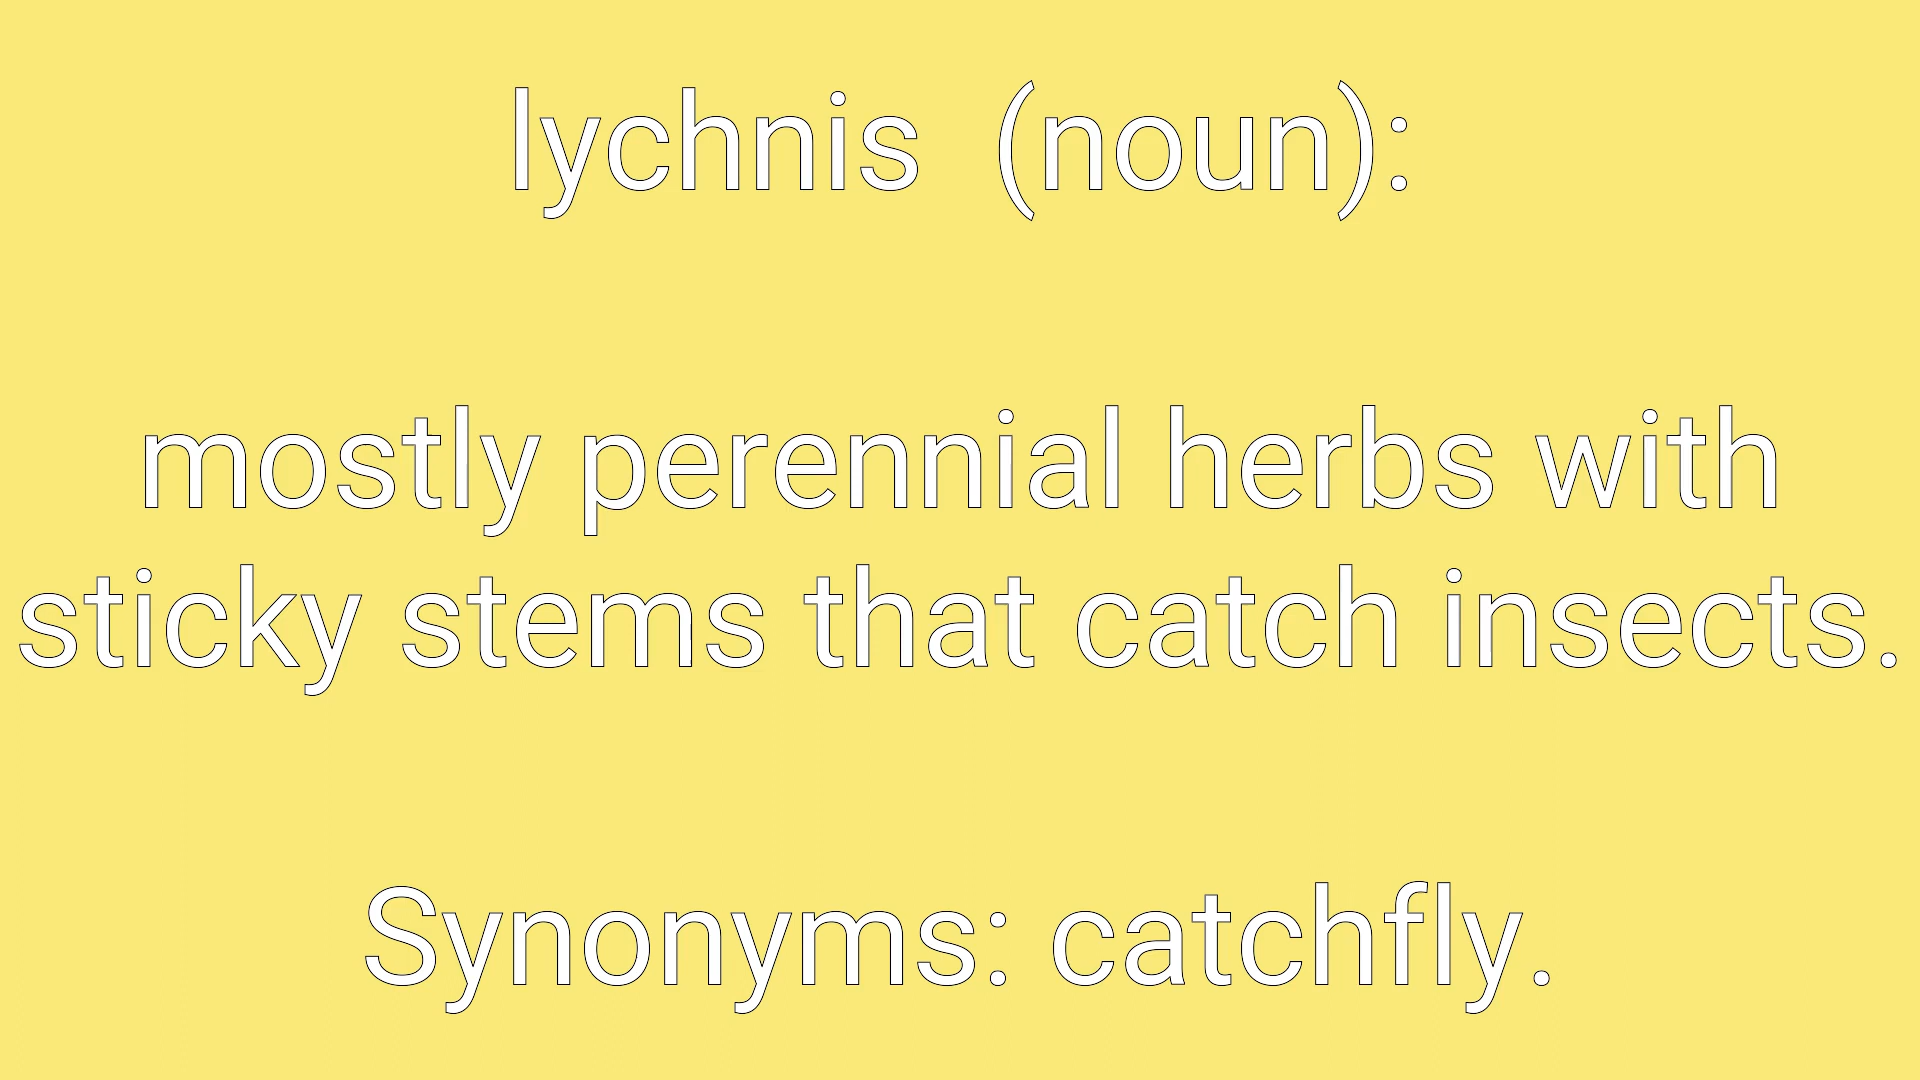 lychnis  (noun):
mostly perennial herbs with
sticky stems that catch insects.
Synonyms: catchfly.